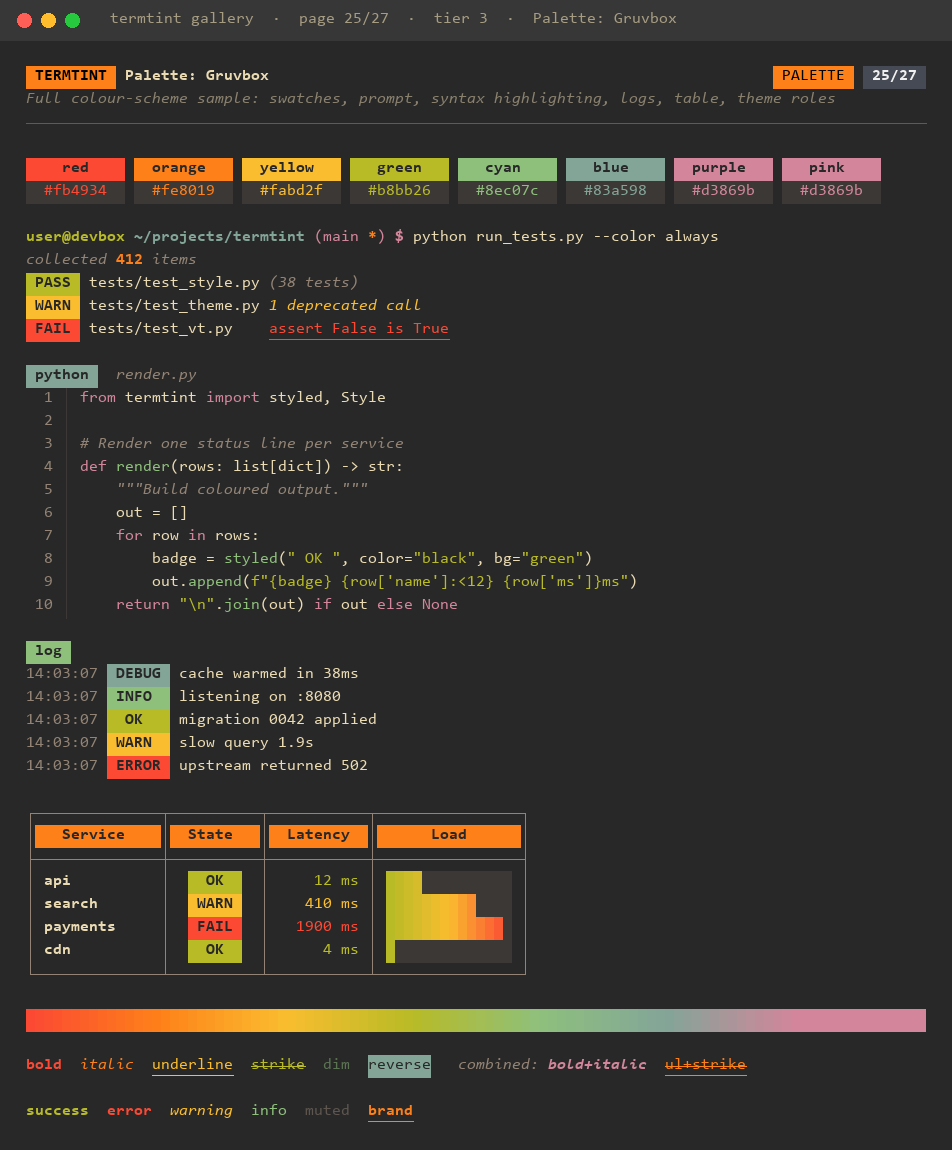 termtint gallery  ·  page 25/27  ·  tier 3  ·  Palette: Gruvbox
TERMTINT Palette: Gruvbox PALETTE 25/27
Full colour-scheme sample: swatches, prompt, syntax highlighting, logs, table, theme roles
red orange yellow green cyan blue purple pink
#fb4934 #fe8019 #fabd2f #b8bb26 #8ec07c #83a598 #d3869b #d3869b
user@devbox ~/projects/termtint (main *) $ python run_tests.py --color always
collected 412 items
PASS tests/test_style.py (38 tests)
WARN tests/test_theme.py 1 deprecated call
FAIL tests/test_vt.py    assert False is True
python  render.py
1 from termtint import styled, Style
2
3 # Render one status line per service
4 def render(rows: list[dict]) -> str:
5     """Build coloured output."""
6     out = []
7     for row in rows:
8         badge = styled(" OK ", color="black", bg="green")
9         out.append(f"{badge} {row['name']:<12} {row['ms']}ms")
10     return "\n".join(out) if out else None
log
14:03:07 DEBUG cache warmed in 38ms
14:03:07 INFO listening on :8080
14:03:07 OK migration 0042 applied
14:03:07 WARN slow query 1.9s
14:03:07 ERROR upstream returned 502
Service State Latency Load
api OK 12 ms
search WARN 410 ms
payments FAIL 1900 ms
cdn OK 4 ms
bold italic underline strike dim reverse combined: bold+italic ul+strike
success error warning info muted brand